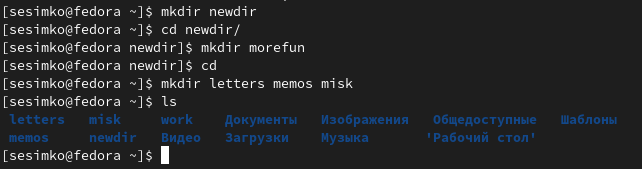 [sesimko@fedora ~]$ mkdir newdir
[sesimko@fedora ~]$ cd newdir/
[sesimko@fedora newdir]$ mkdir morefun
[sesimko@fedora newdir]$ cd
[sesimko@fedora ~]$ mkdir letters memos misk
[sesimko@fedora ~]$ ls
letters misk work Документы Изображения Общедоступные Шаблоны
memos newdir Видео Загрузки Музыка 'Рабочий стол'
[sesimko@fedora ~]$